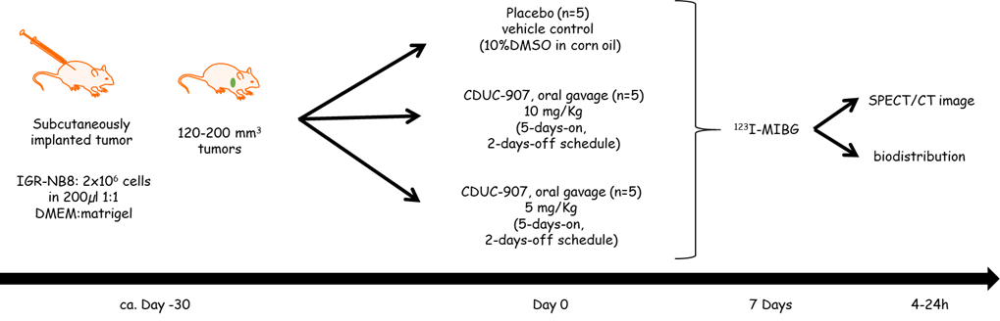 Subcutaneously
implanted tumor
IGR-NB8: 2x10⁶ cells
in 200µl 1:1
DMEM:matrigel
120-200 mm³
tumors
Placebo (n=5)
vehicle control
(10%DMSO in corn oil)
CDUC-907, oral gavage (n=5)
10 mg/Kg
(5-days-on,
2-days-off schedule)
CDUC-907, oral gavage (n=5)
5 mg/Kg
(5-days-on,
2-days-off schedule)
¹²³I-MIBG
SPECT/CT image
biodistribution
ca. Day -30
Day 0
7 Days
4-24h